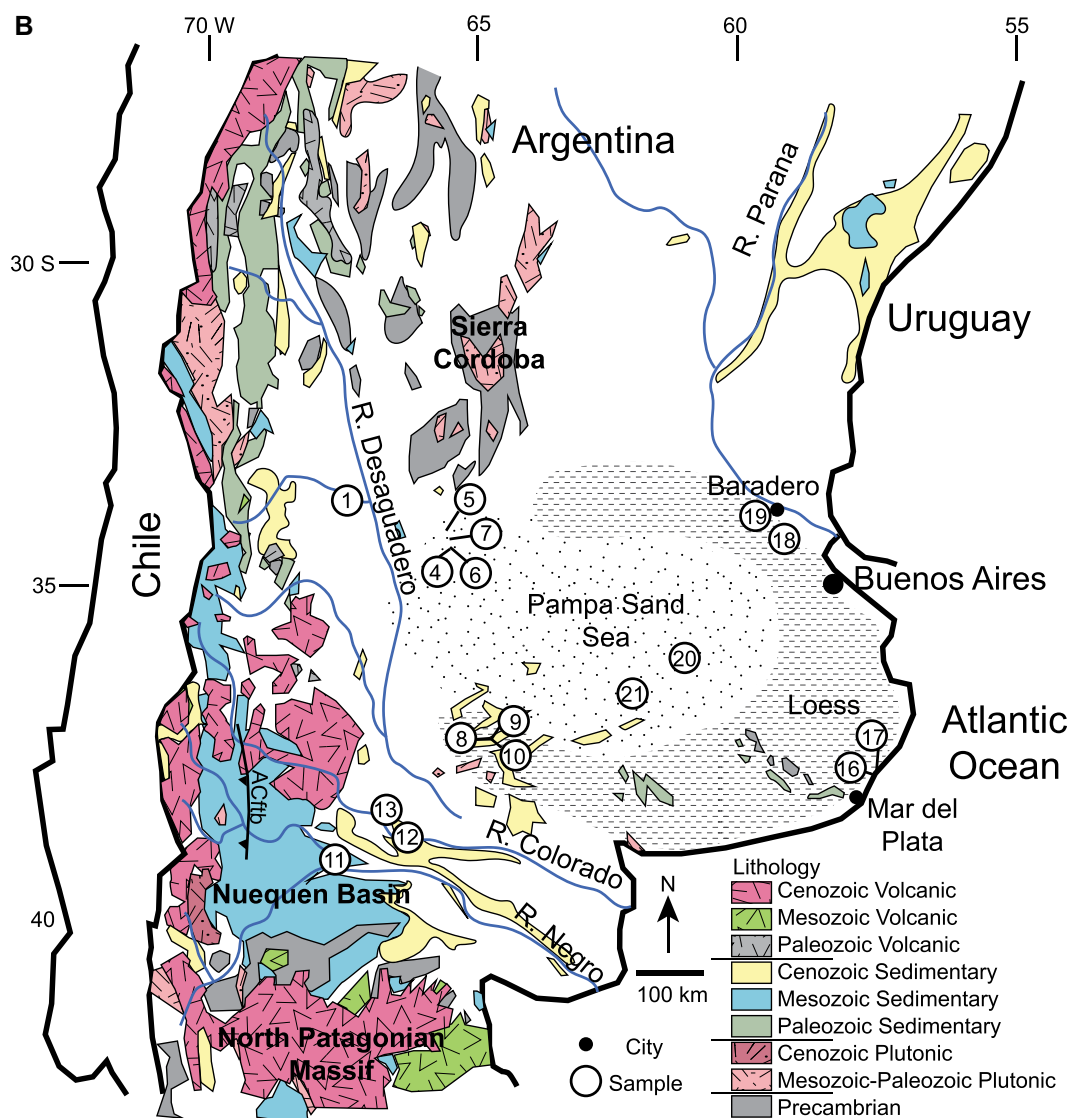 B
70 W
65
60
55
Argentina
R. Parana
30 S
Uruguay
Sierra
Cordoba
R. Desaguadero
Baradero
1
5
19
7
18
Chile
4
6
35
Buenos Aires
Pampa Sand
Sea
20
21
Loess
9
17
8
Atlantic
Ocean
10
16
ACftb
13
Mar del
Plata
12
R. Colorado
11
Lithology
Nuequen Basin
N
Cenozoic Volcanic
40
Mesozoic Volcanic
R. Negro
Paleozoic Volcanic
Cenozoic Sedimentary
100 km
Mesozoic Sedimentary
Paleozoic Sedimentary
North Patagonian
Massif
City
Cenozoic Plutonic
Sample
Mesozoic-Paleozoic Plutonic
Precambrian